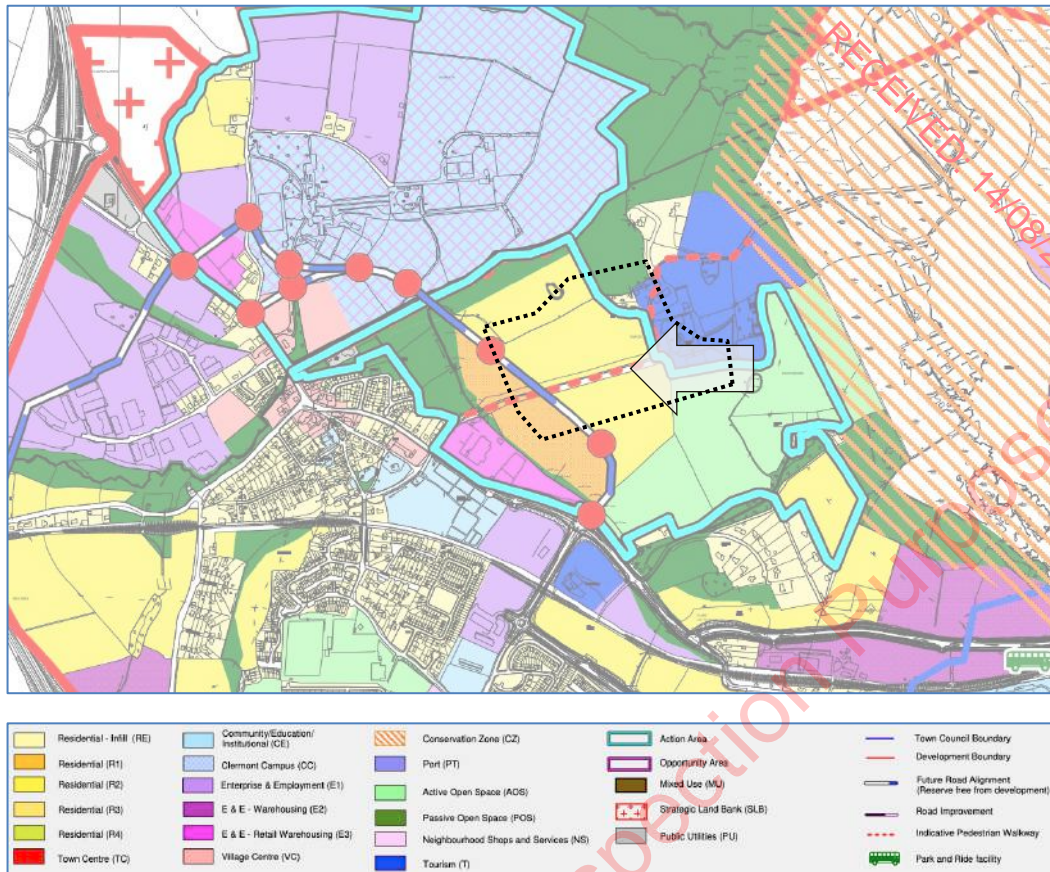 RECEIVED: 14/08/2
Inspection Purpose
Residential - Infill (RE)
Residential (R1)
Residential (R2)
Residential (R3)
Residential (R4)
Town Centre (TC)
Community/Education/
Institutional (CE)
Clermont Campus (CC)
Enterprise & Employment (E1)
E & E - Warehousing (E2)
E & E - Retail Warehousing (E3)
Village Centre (VC)
Conservation Zone (CZ)
Port (PT)
Active Open Space (AOS)
Passive Open Space (POS)
Neighbourhood Shops and Services (NS)
Tourism (T)
Action Area
Opportunity Area
Mixed Use (MU)
Strategic Land Bank (SLB)
Public Utilities (PU)
Town Council Boundary
Development Boundary
Future Road Alignment
(Reserve free from development)
Road Improvement
Indicative Pedestrian Walkway
Park and Ride facility